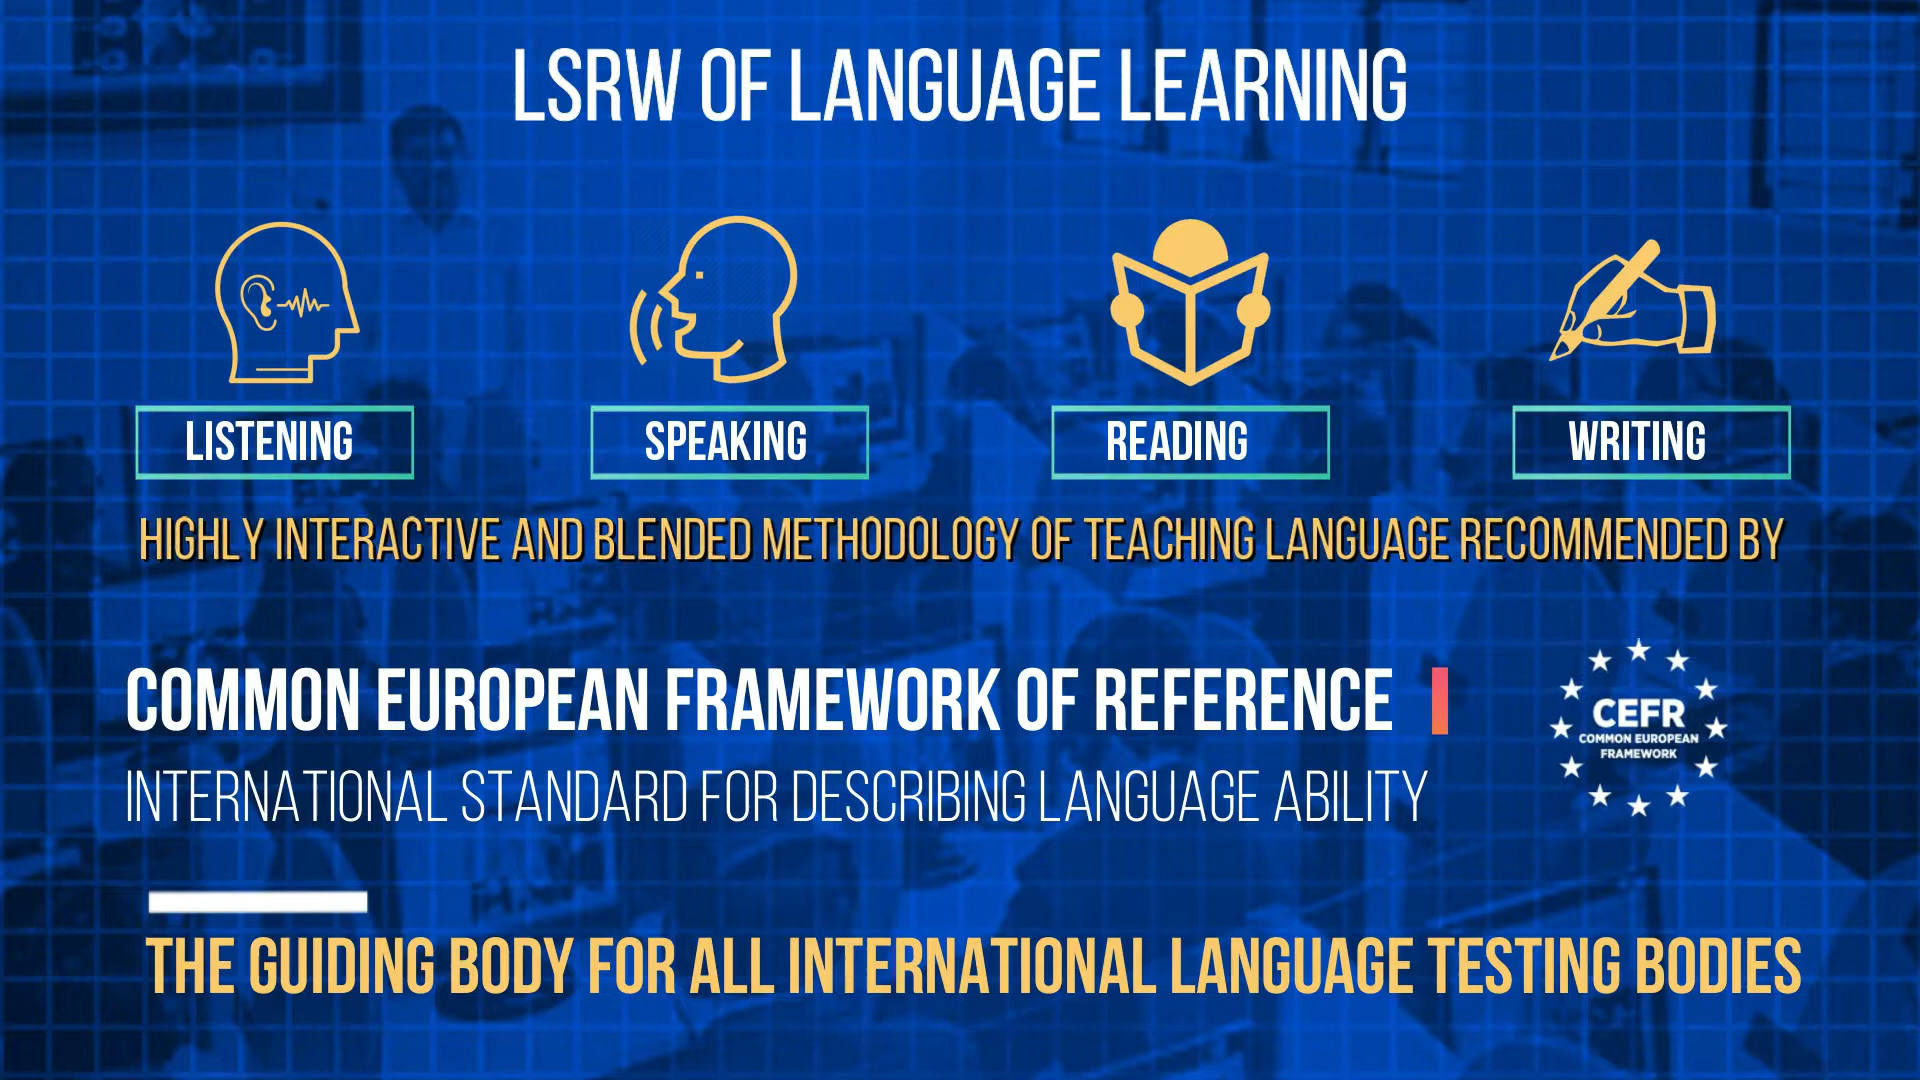 LSRW OF LANGUAGE LEARNING
LISTENING
SPEAKING
READING
WRITING
HIGHLY INTERACTIVE AND BLENDED METHODOLOGY OF TEACHING LANGUAGE RECOMMENDED BY
COMMON EUROPEAN FRAMEWORK OF REFERENCE
INTERNATIONAL STANDARD FOR DESCRIBING LANGUAGE ABILITY
CEFR
COMMON EUROPEAN
FRAMEWORK
THE GUIDING BODY FOR ALL INTERNATIONAL LANGUAGE TESTING BODIES